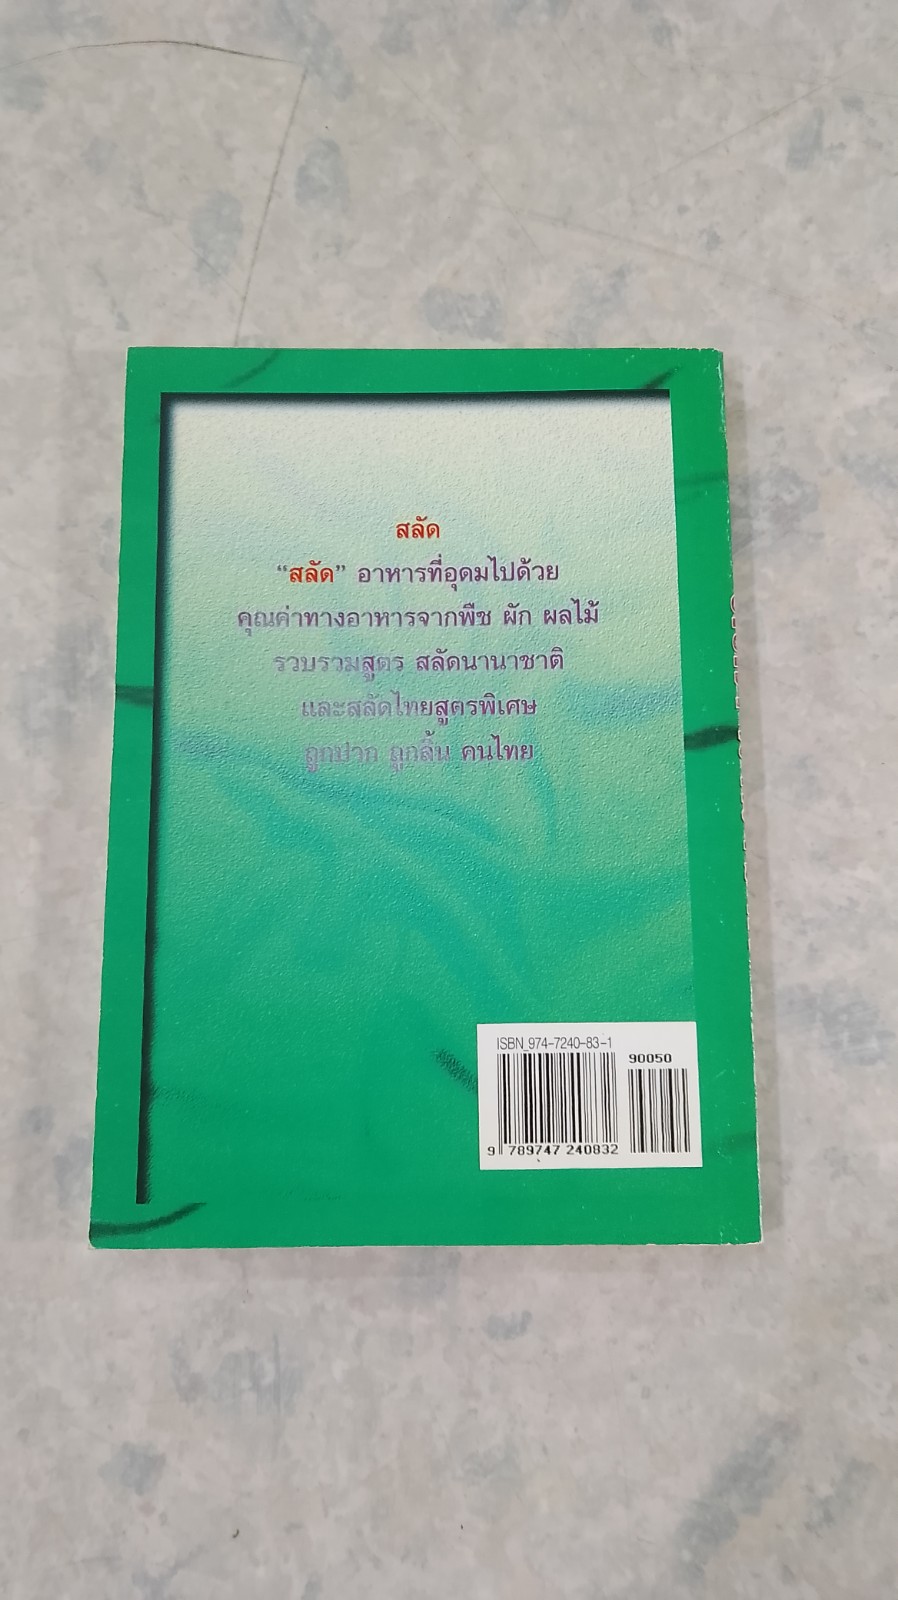 สลัด
“สลัด” อาหารที่อุดมไปด้วย
คุณค่าทางอาหารจากพืช ผัก ผลไม้
รวบรวมสูตร สลัดนานาชาติ
และสลัดไทยสูตรพิเศษ
ถูกปาก ถูกลิ้น คนไทย
ISBN 974-7240-83-1
90050
9 789747 240832